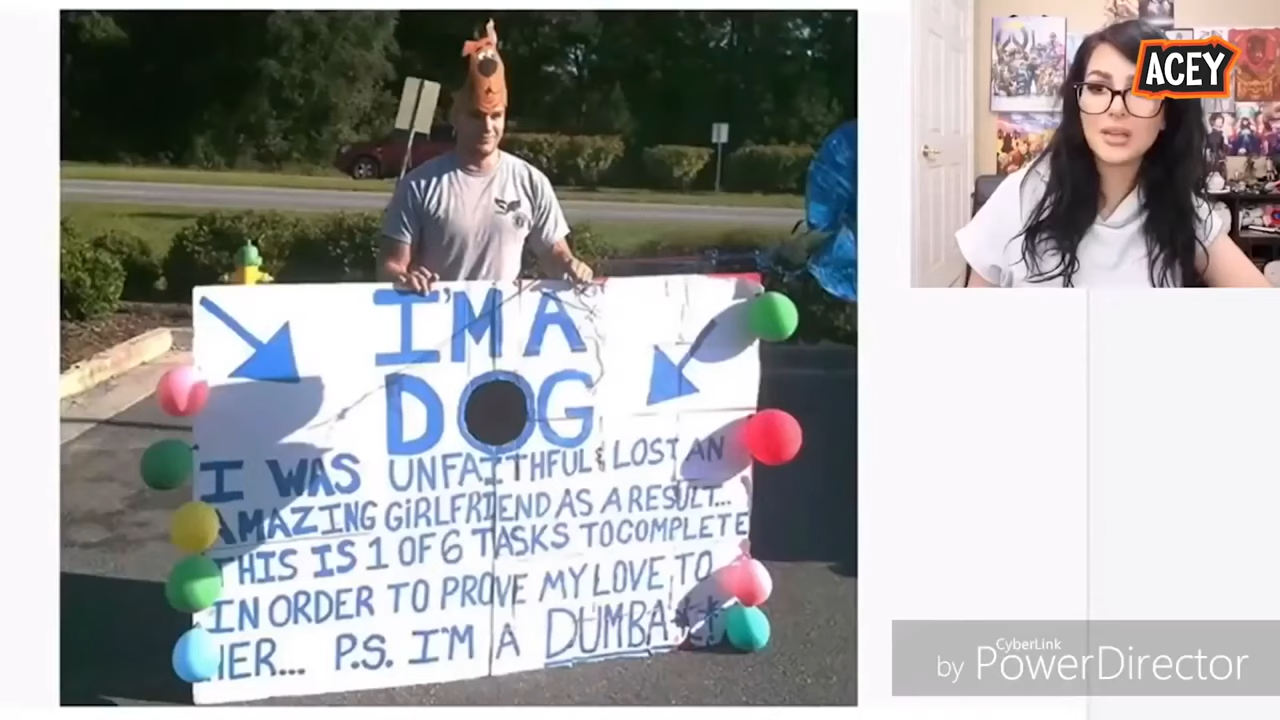 ACEY
I'M A
DOG
I WAS UNFAITHFUL & LOST AN
AMAZING GIRLFRIEND AS A RESULT...
THIS IS 1 OF 6 TASKS TO COMPLETE
IN ORDER TO PROVE MY LOVE TO
HER... P.S. I'M A DUMBA**!
CyberLink
by PowerDirector